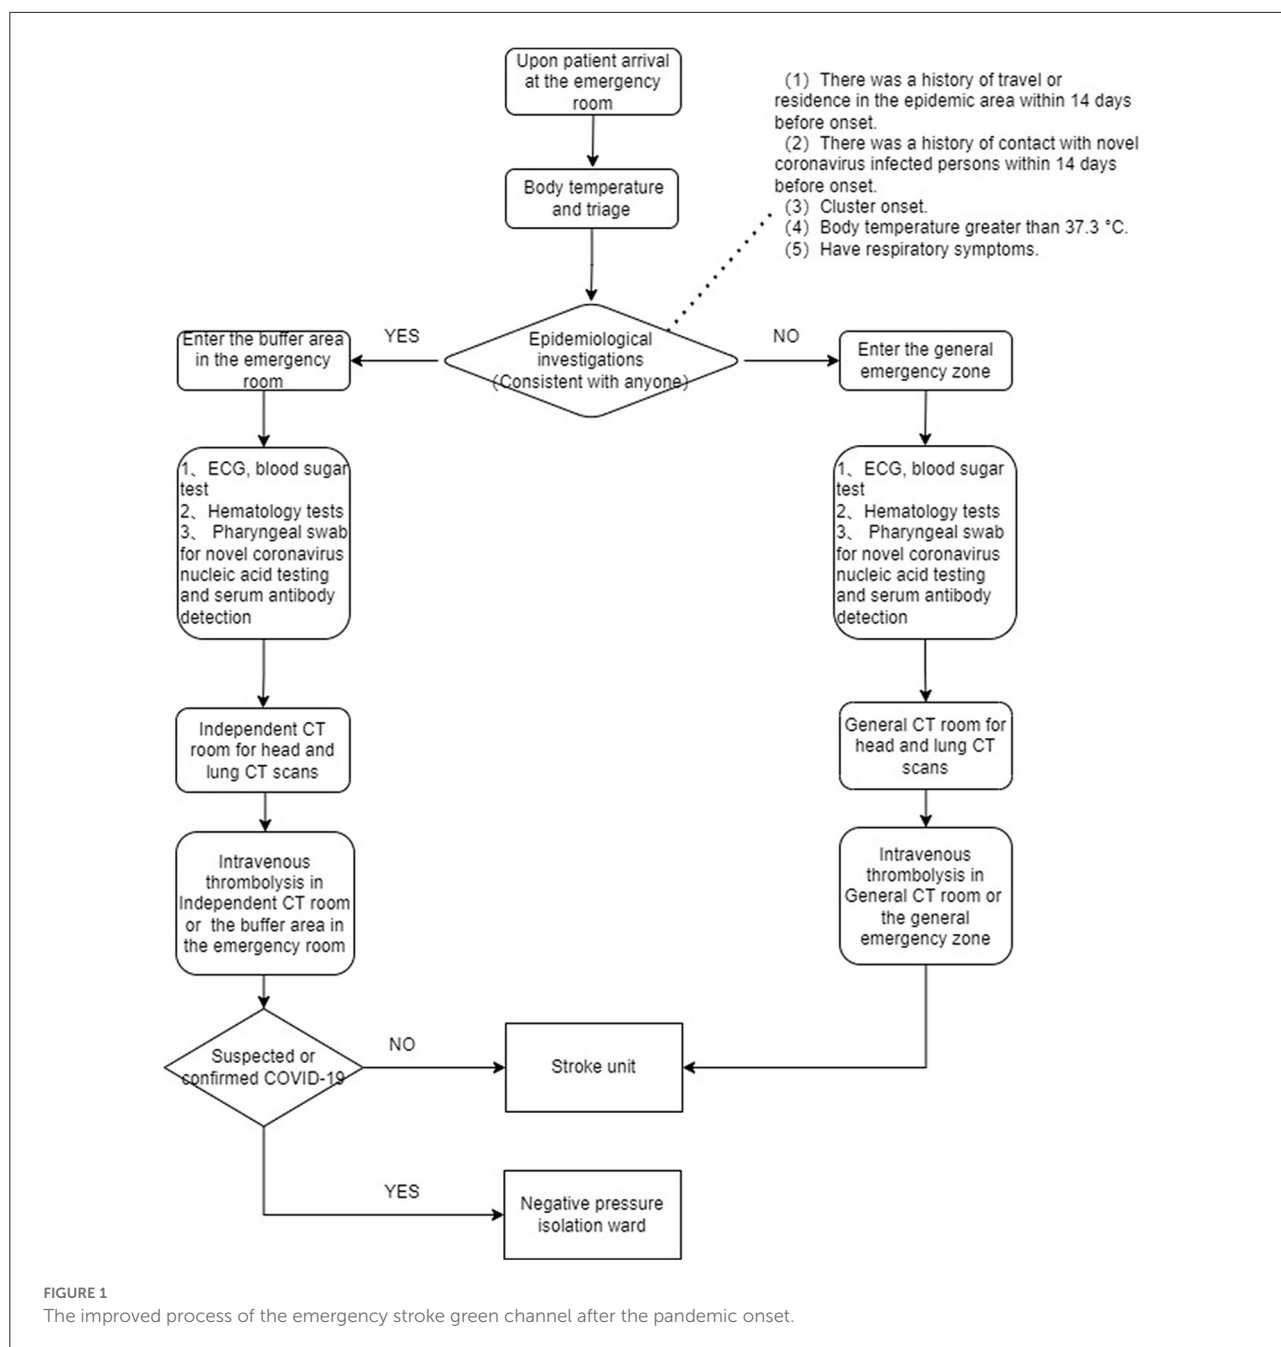 Upon patient arrival
at the emergency
room
(1) There was a history of travel or
residence in the epidemic area within 14 days
before onset.
(2) There was a history of contact with novel
coronavirus infected persons within 14 days
before onset.
(3) Cluster onset.
(4) Body temperature greater than 37.3 °C.
(5) Have respiratory symptoms.
Body temperature
and triage
Epidemiological
investigations
(Consistent with anyone)
YES
NO
Enter the buffer area
in the emergency
room
Enter the general
emergency zone
1、ECG, blood sugar
test
2、Hematology tests
3、 Pharyngeal swab
for novel coronavirus
nucleic acid testing
and serum antibody
detection
1、ECG, blood sugar
test
2、Hematology tests
3、 Pharyngeal swab
for novel coronavirus
nucleic acid testing
and serum antibody
detection
Independent CT
room for head and
lung CT scans
General CT room for
head and lung CT
scans
Intravenous
thrombolysis in
Independent CT room
or the buffer area in
the emergency room
Intravenous
thrombolysis in
General CT room or
the general
emergency zone
Suspected or
confirmed COVID-19
NO
Stroke unit
YES
Negative pressure
isolation ward
FIGURE 1
The improved process of the emergency stroke green channel after the pandemic onset.